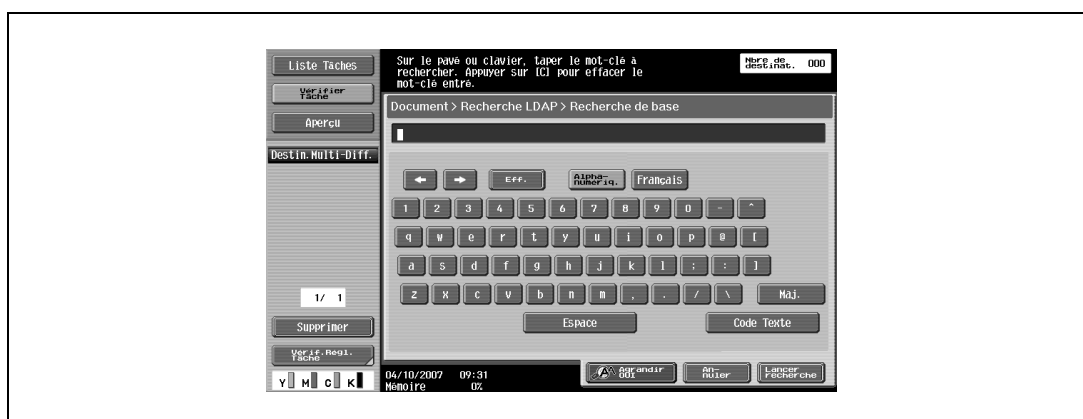 Liste Tâches
Vérifier
Tâche
Aperçu
Destin.Multi-Diff.
1/ 1
Supprimer
Vérif.Régl.
Tâche
Y M C K
Sur le pavé ou clavier, taper le mot-clé à
rechercher. Appuyer sur [C] pour effacer le
mot-clé entré.
Nbre de
destinat. 000
Document > Recherche LDAP > Recherche de base
Eff.
Alpha-
numériq.
Français
1 2 3 4 5 6 7 8 9 0 - ^
q w e r t y u i o p @ [
a s d f g h j k l ; : ]
z x c v b n m , . / \ Maj.
Espace Code Texte
04/10/2007 09:31
Mémoire 0%
Agrandir
OUI
An-
nuler
Lancer
recherche